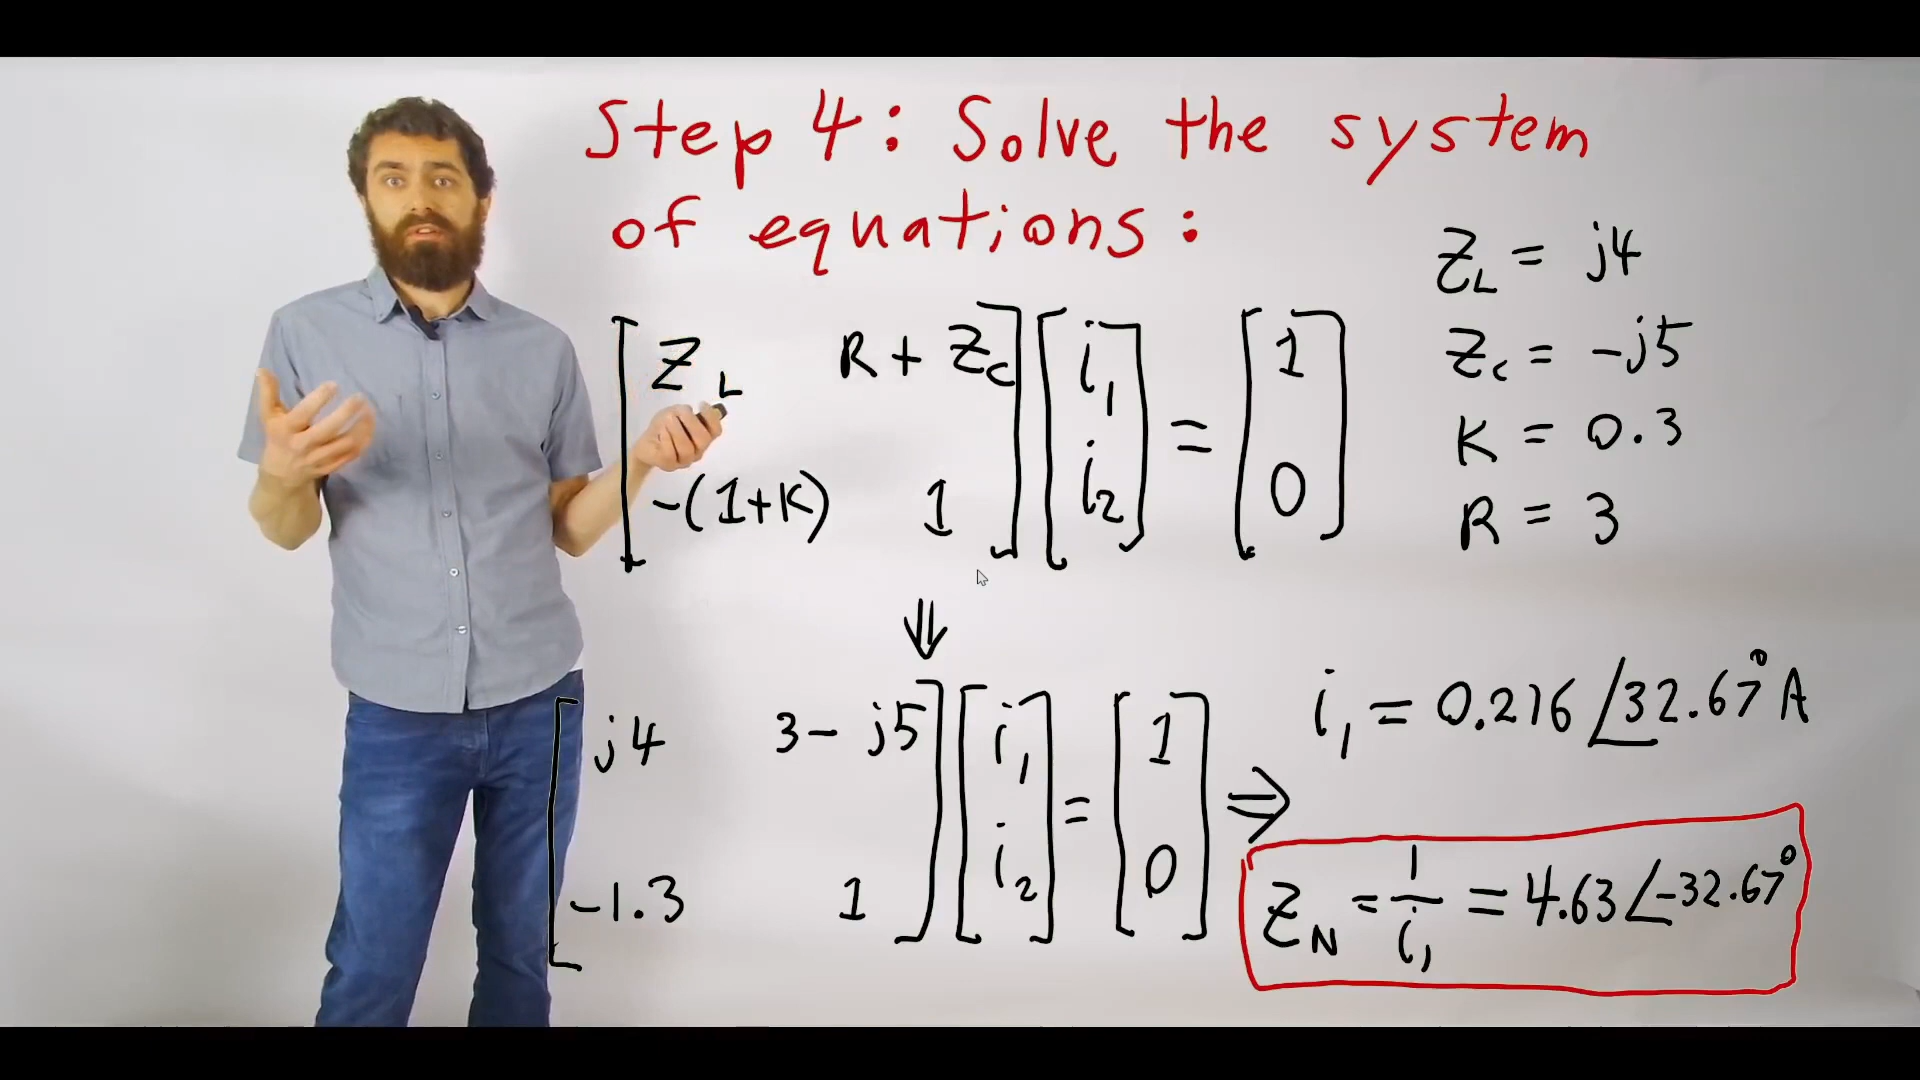 Step 4: Solve the system
of equations:
Z_L = j4
Z_C = -j5
K = 0.3
R = 3
[ Z_L  R + Z_C ] [ i_1 ] = [ 1 ]
[ -(1+K)  1 ] [ i_2 ] = [ 0 ]
⇓
[ j4  3 - j5 ] [ i_1 ] = [ 1 ]
[ -1.3  1 ] [ i_2 ] = [ 0 ]
⇒
i_1 = 0.216 ∠32.67° A
Z_N = 1/i_1 = 4.63 ∠-32.67°